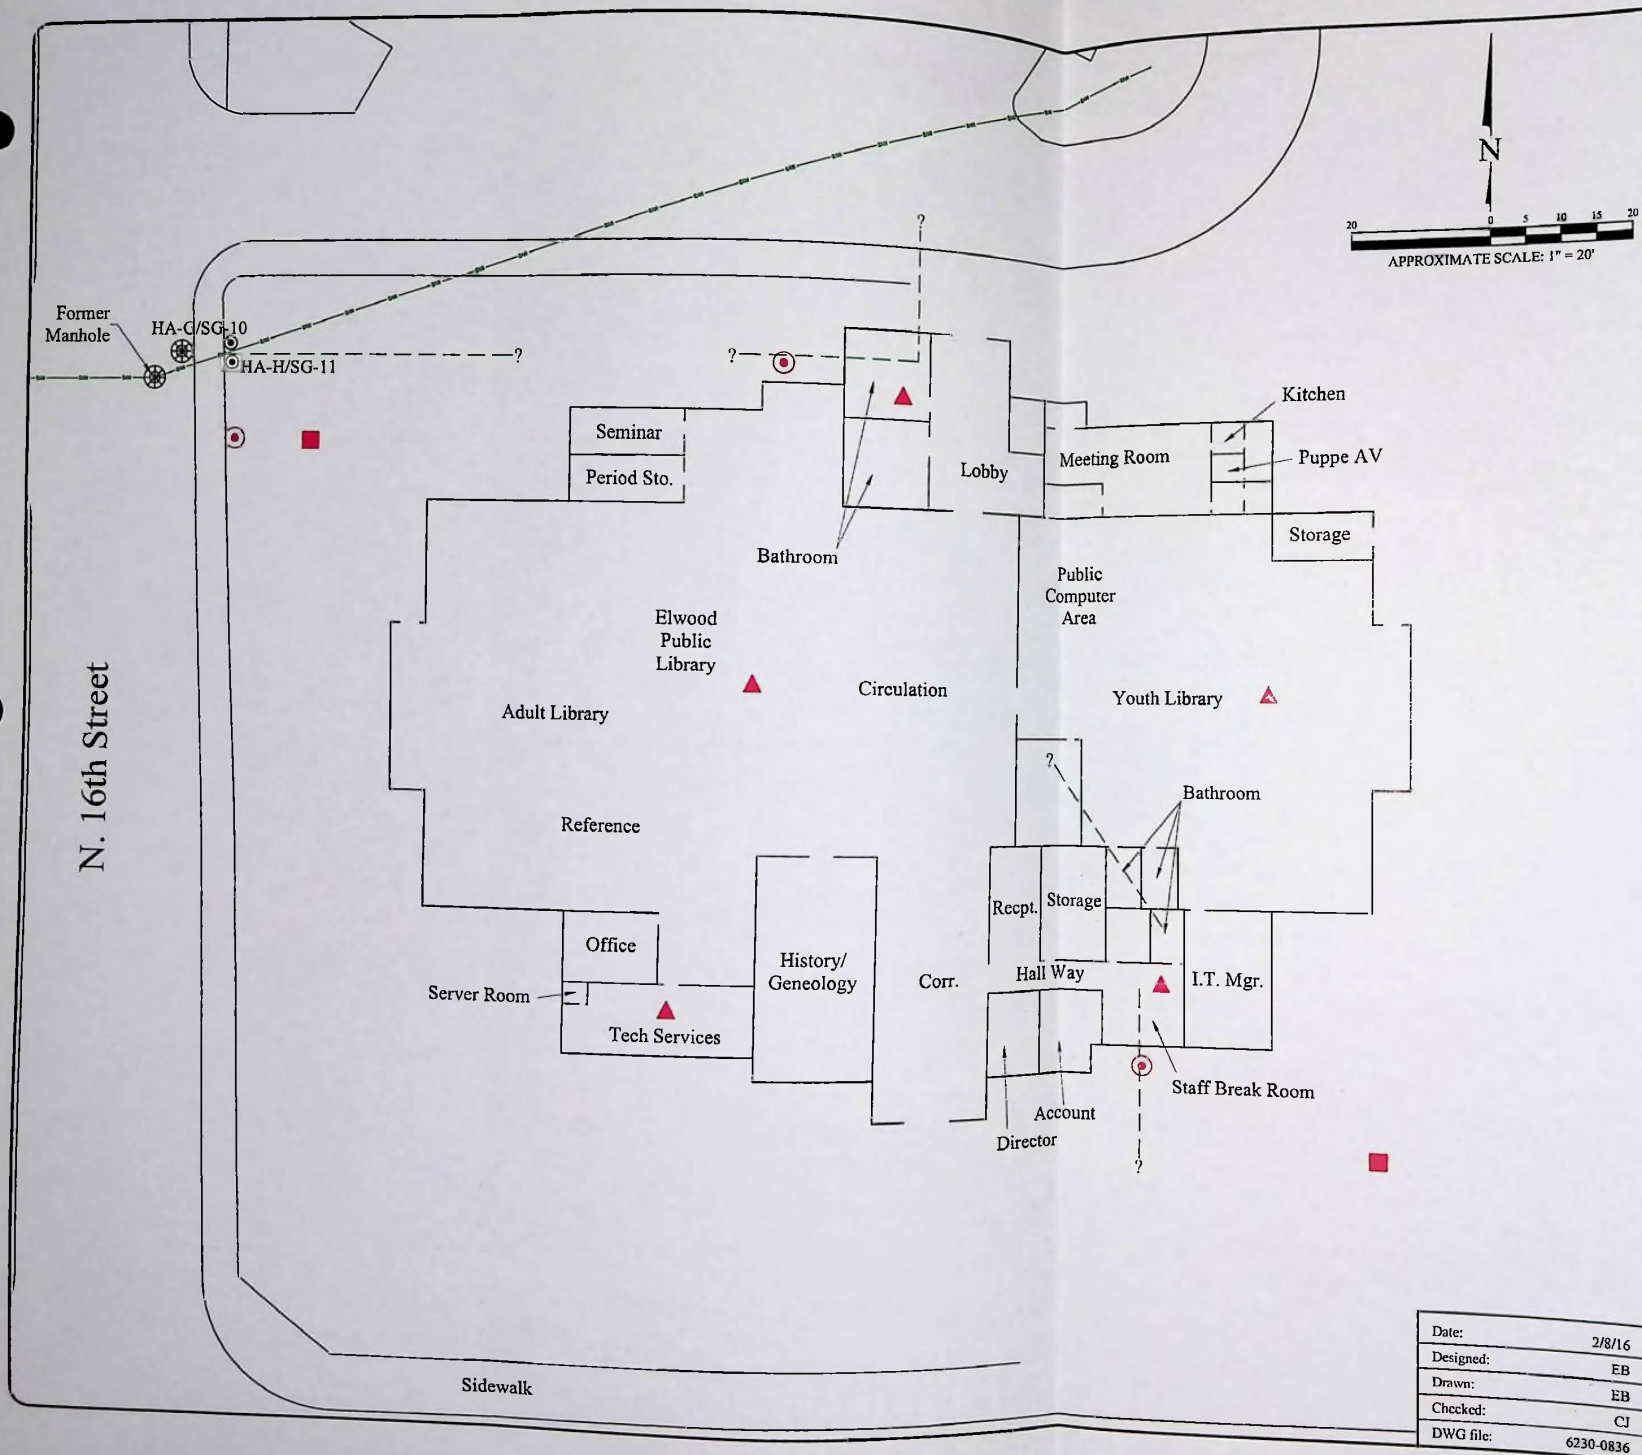 N
20 0 5 10 15 20
APPROXIMATE SCALE: 1" = 20'
?
Former
Manhole
HA-G/SG-10
HA-H/SG-11
?
?
Kitchen
Seminar
Period Sto.
Lobby
Meeting Room
Puppe AV
Storage
Bathroom
Public
Computer
Area
Elwood
Public
Library
Circulation
Youth Library
Adult Library
N. 16th Street
?
Bathroom
Reference
Recpt.
Storage
Office
History/
Geneology
Corr.
Hall Way
I.T. Mgr.
Server Room
Tech Services
Staff Break Room
Account
Director
?
Sidewalk
Date: 2/8/16
Designed: EB
Drawn: EB
Checked: CJ
DWG file: 6230-0836